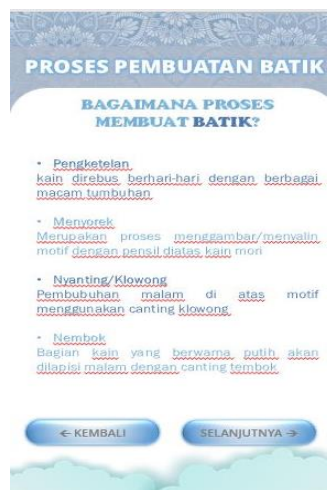 PROSES PEMBUATAN BATIK
BAGAIMANA PROSES
MEMBUAT BATIK?
• Pengketelan
kain direbus berhari-hari dengan berbagai
macam tumbuhan
• Menyorek
Merupakan proses menggambar/menyalin
motif dengan pensil diatas kain mori
• Nyanting/Klowong
Pembubuhan malam di atas motif
menggunakan canting klowong
• Nembok
Bagian kain yang berwarna putih akan
dilapisi malam dengan canting tembok
← KEMBALI
SELANJUTNYA →